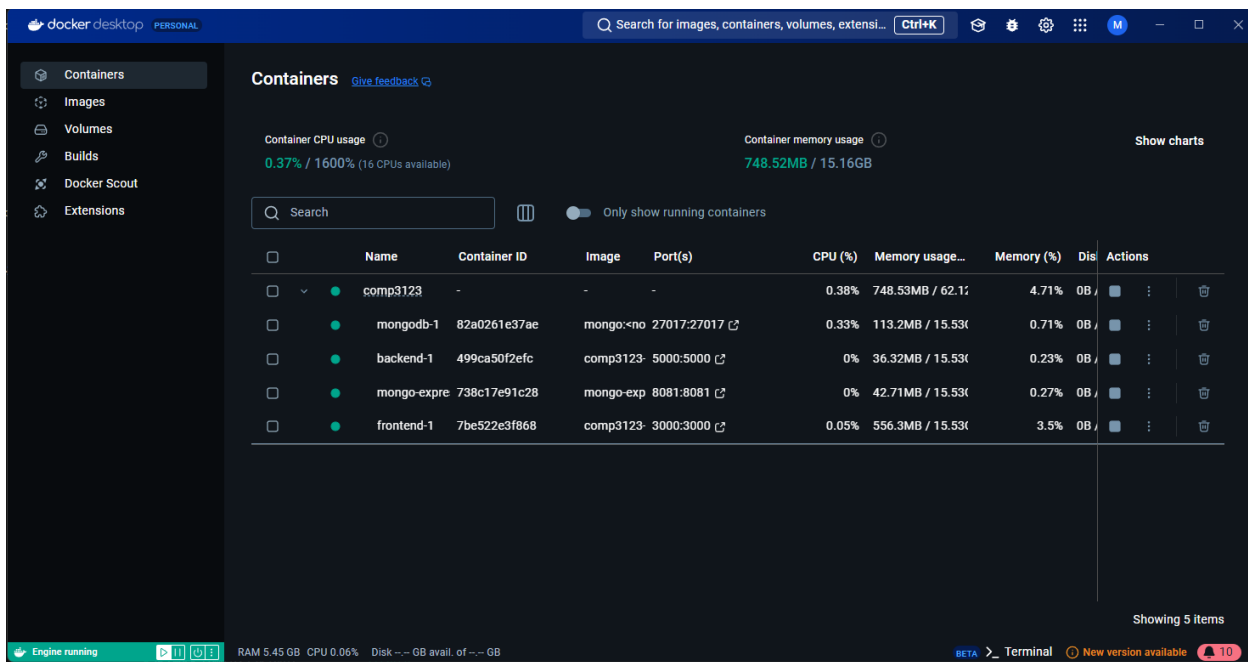 docker desktop PERSONAL Search for images, containers, volumes, extensi... Ctrl+K M
Containers
Images
Volumes
Builds
Docker Scout
Extensions
Containers Give feedback
Container CPU usage
0.37% / 1600% (16 CPUs available)
Container memory usage
748.52MB / 15.16GB
Show charts
Search
Only show running containers
Name Container ID Image Port(s) CPU (%) Memory usage... Memory (%) Dis Actions
comp3123 - - - 0.38% 748.53MB / 62.12 4.71% 0B /
mongodb-1 82a0261e37ae mongo:<no 27017:27017 0.33% 113.2MB / 15.53( 0.71% 0B /
backend-1 499ca50f2efc comp3123- 5000:5000 0% 36.32MB / 15.53( 0.23% 0B /
mongo-expre 738c17e91c28 mongo-exp 8081:8081 0% 42.71MB / 15.53( 0.27% 0B /
frontend-1 7be522e3f868 comp3123- 3000:3000 0.05% 556.3MB / 15.53( 3.5% 0B /
Showing 5 items
Engine running RAM 5.45 GB CPU 0.06% Disk --.-- GB avail. of --.-- GB BETA >_ Terminal New version available 10